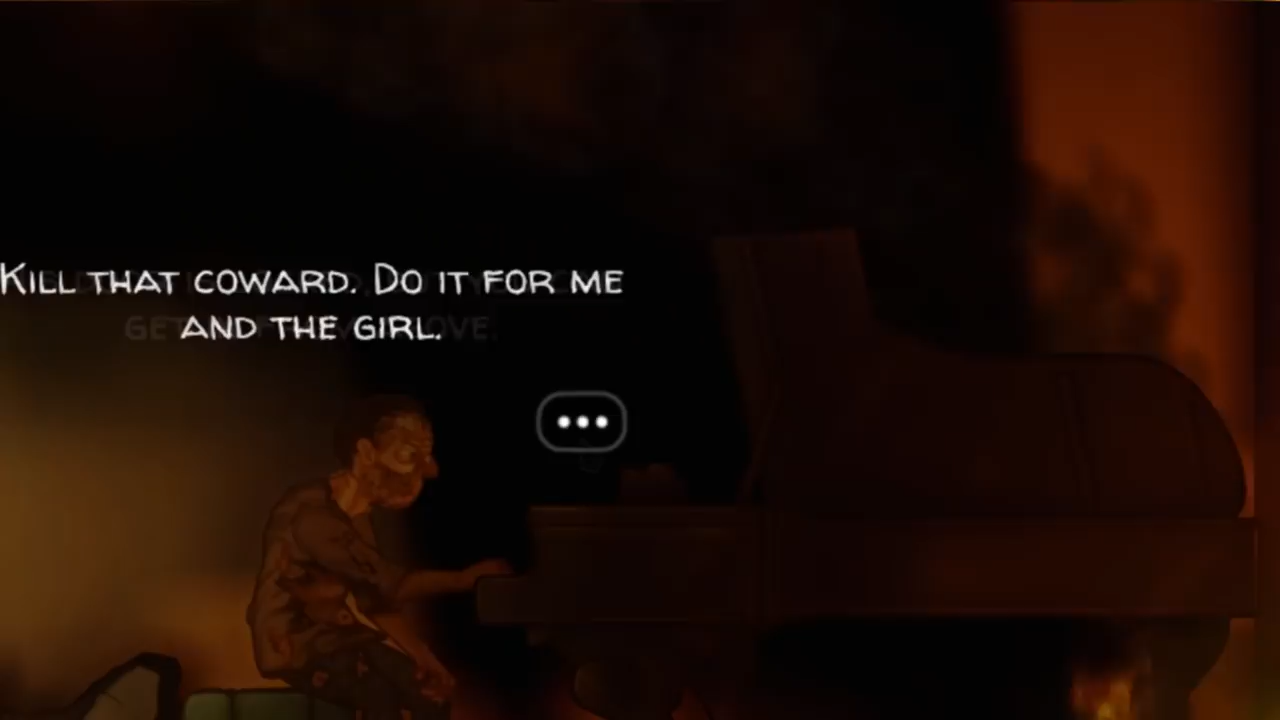 Kill that coward. Do it for me
and the girl.